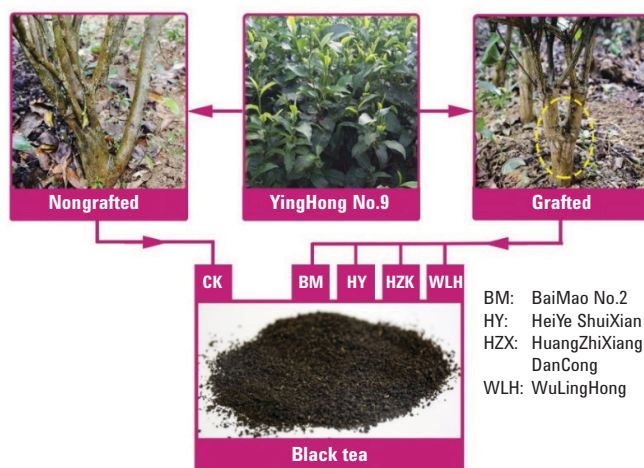 Nongrafted
YingHong No.9
Grafted
CK
BM
HY
HZK
WLH
BM: BaiMao No.2
HY: HeiYe ShuiXian
HZX: HuangZhiXiang
DanCong
WLH: WuLingHong
Black tea